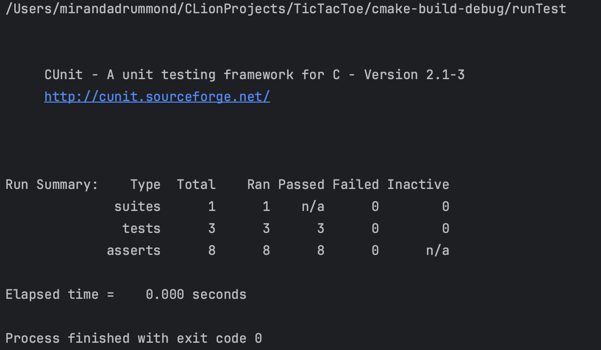 /Users/mirandadrummond/CLionProjects/TicTacToe/cmake-build-debug/runTest
CUnit - A unit testing framework for C - Version 2.1-3
http://cunit.sourceforge.net/
Run Summary:    Type  Total    Ran Passed Failed Inactive
              suites      1      1    n/a      0        0
               tests      3      3      3      0        0
             asserts      8      8      8      0      n/a
Elapsed time =    0.000 seconds
Process finished with exit code 0